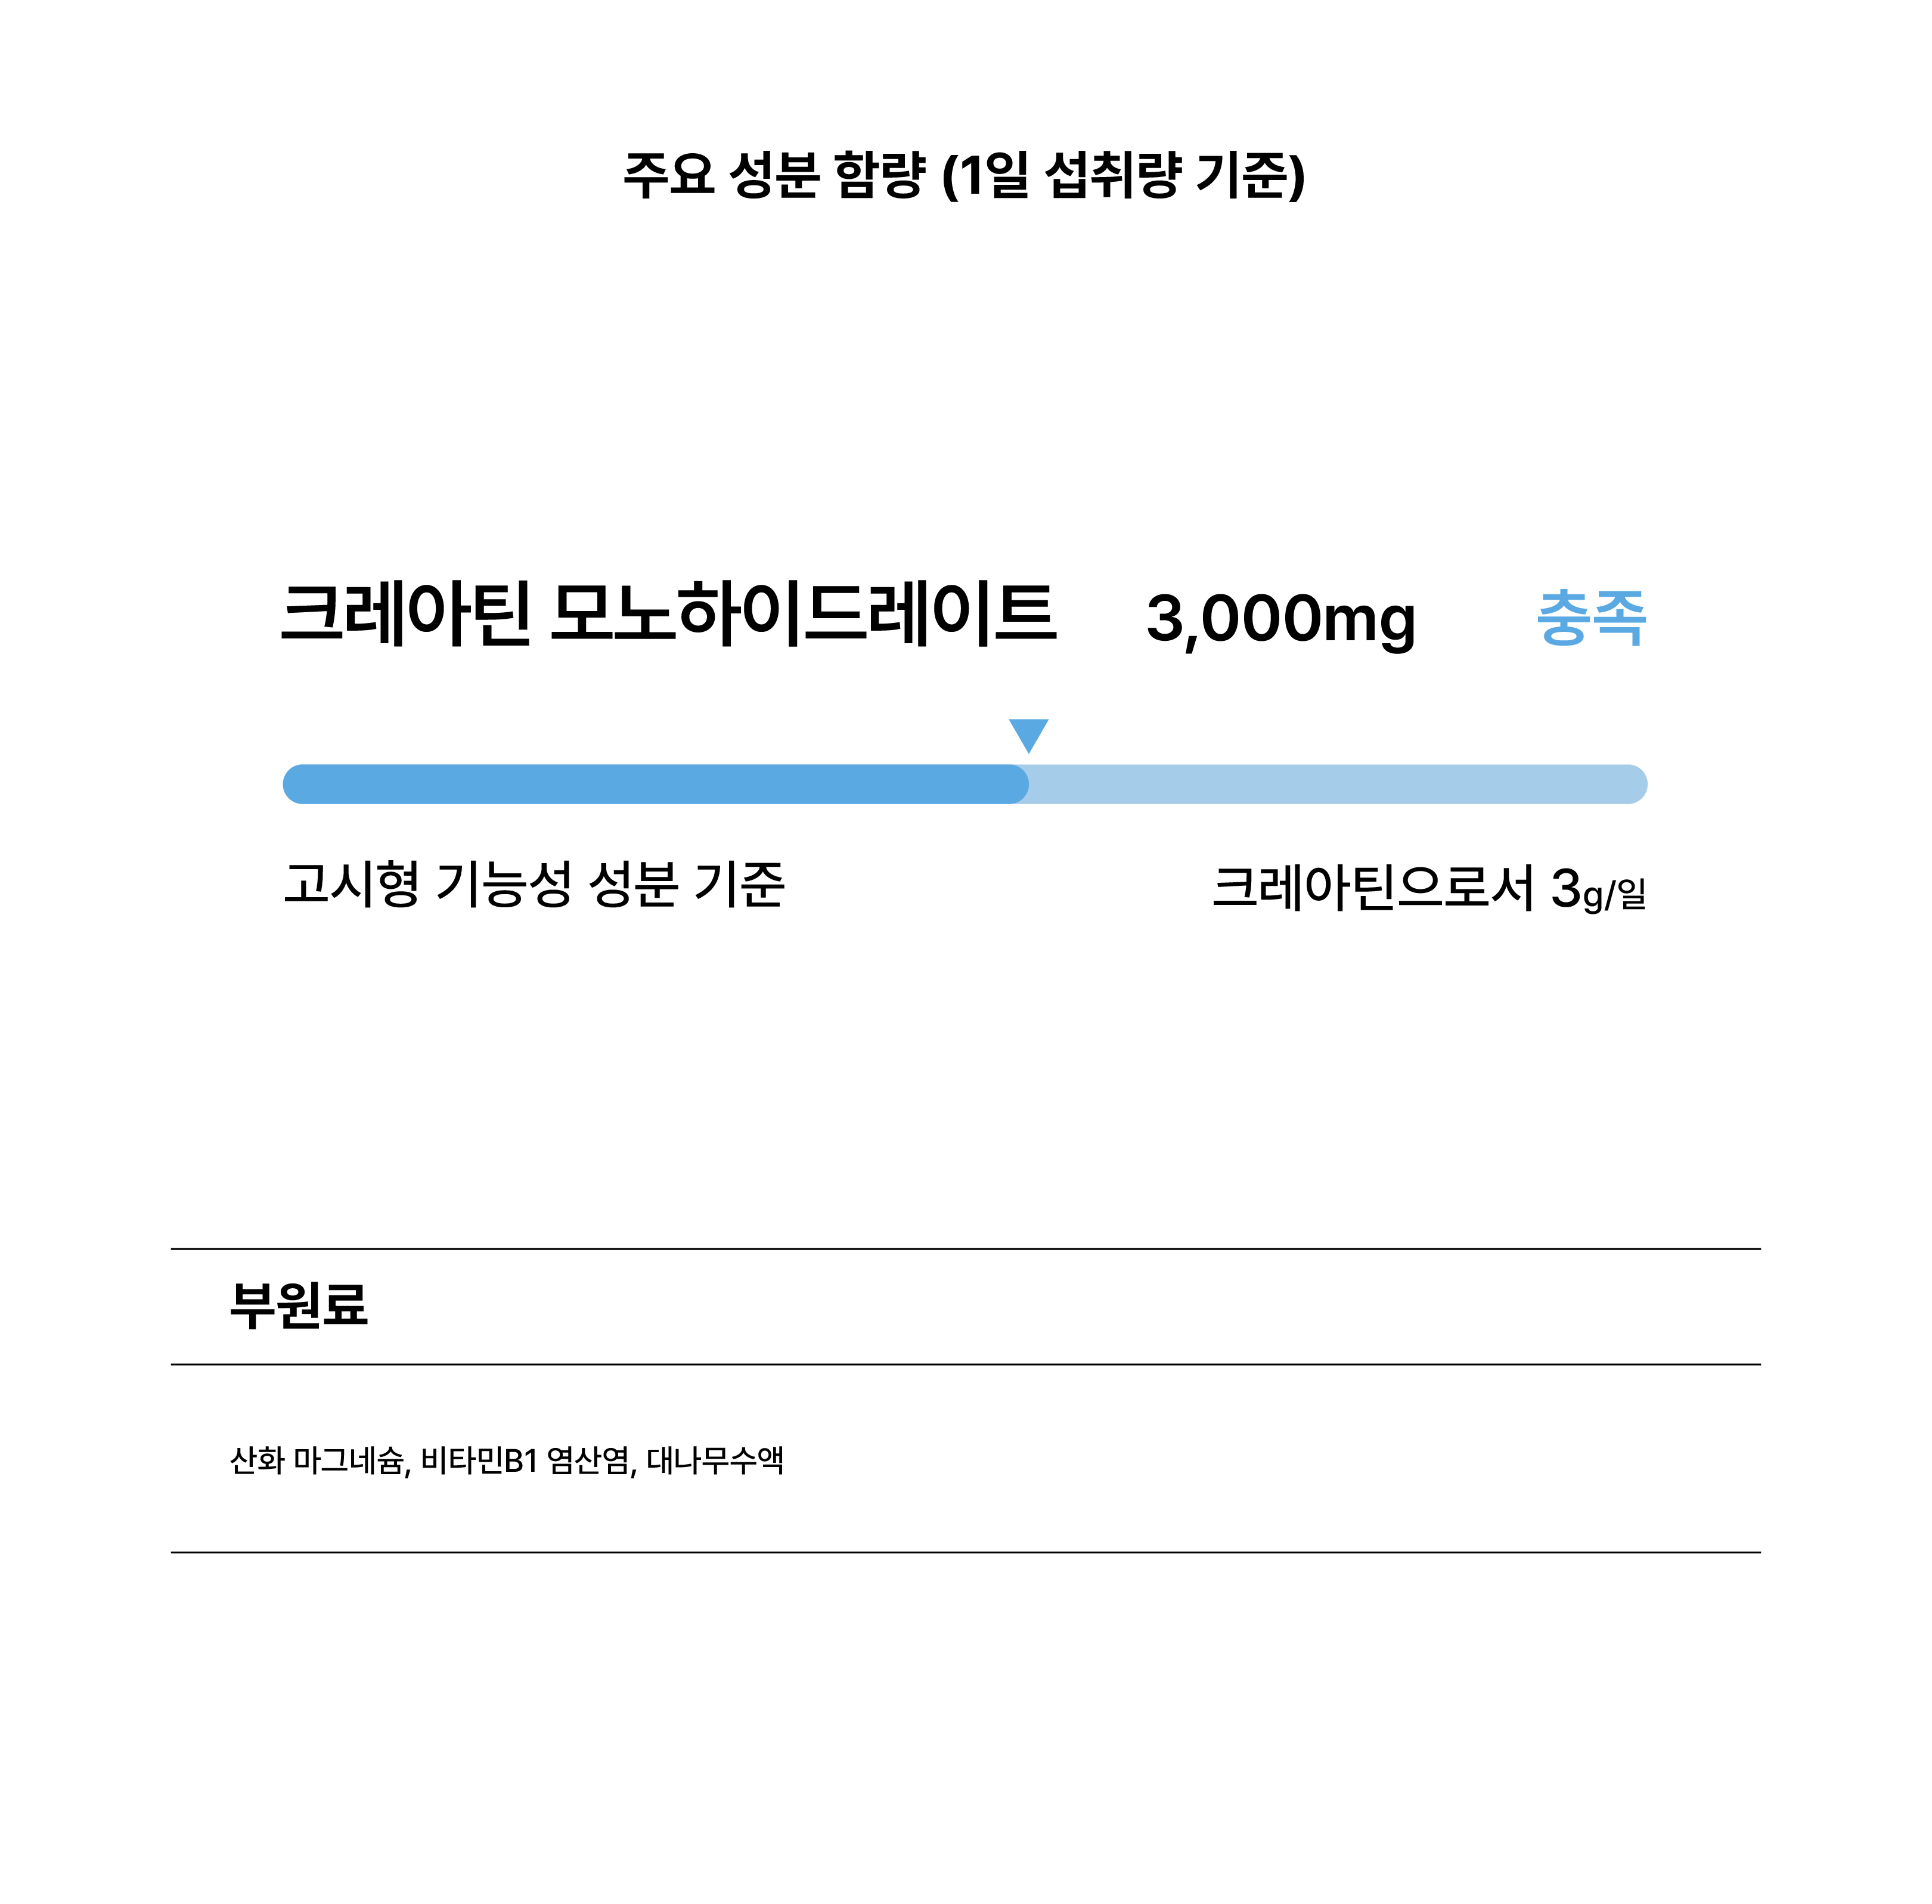 주요 성분 함량 (1일 섭취량 기준)
크레아틴 모노하이드레이트 3,000mg 충족
고시형 기능성 성분 기준 크레아틴으로서 3g/일
부원료
산화 마그네슘, 비타민B1 염산염, 대나무수액